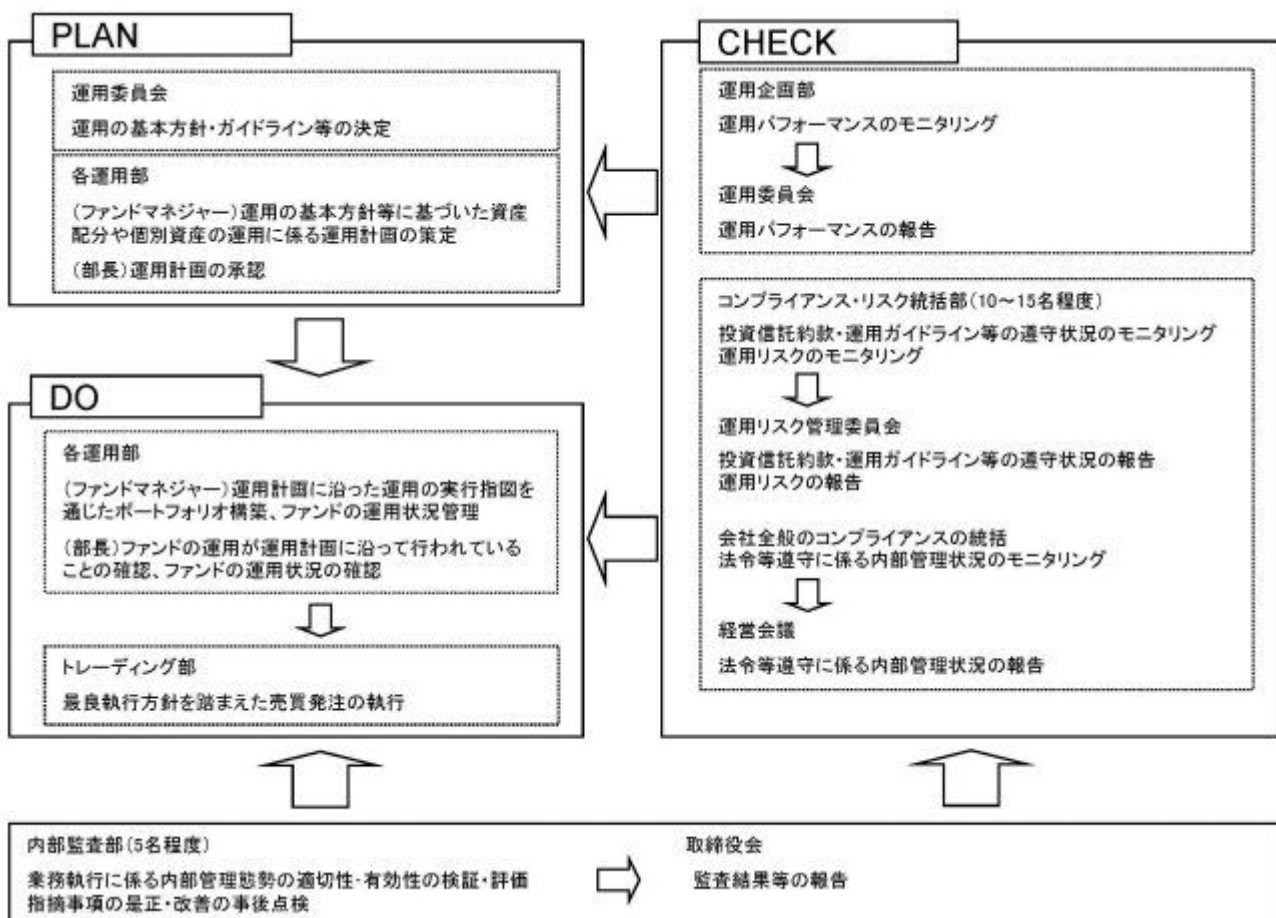 PLAN
運用委員会
運用の基本方針・ガイドライン等の決定
各運用部
(ファンドマネジャー)運用の基本方針等に基づいた資産
配分や個別資産の運用に係る運用計画の策定
(部長)運用計画の承認
DO
各運用部
(ファンドマネジャー)運用計画に沿った運用の実行指図を
通じたポートフォリオ構築、ファンドの運用状況管理
(部長)ファンドの運用が運用計画に沿って行われている
ことの確認、ファンドの運用状況の確認
トレーディング部
最良執行方針を踏まえた売買発注の執行
CHECK
運用企画部
運用パフォーマンスのモニタリング
運用委員会
運用パフォーマンスの報告
コンプライアンス・リスク統括部(10～15名程度)
投資信託約款・運用ガイドライン等の遵守状況のモニタリング
運用リスクのモニタリング
運用リスク管理委員会
投資信託約款・運用ガイドライン等の遵守状況の報告
運用リスクの報告
会社全般のコンプライアンスの統括
法令等遵守に係る内部管理状況のモニタリング
経営会議
法令等遵守に係る内部管理状況の報告
内部監査部(5名程度)
業務執行に係る内部管理態勢の適切性・有効性の検証・評価
指摘事項の是正・改善の事後点検
取締役会
監査結果等の報告